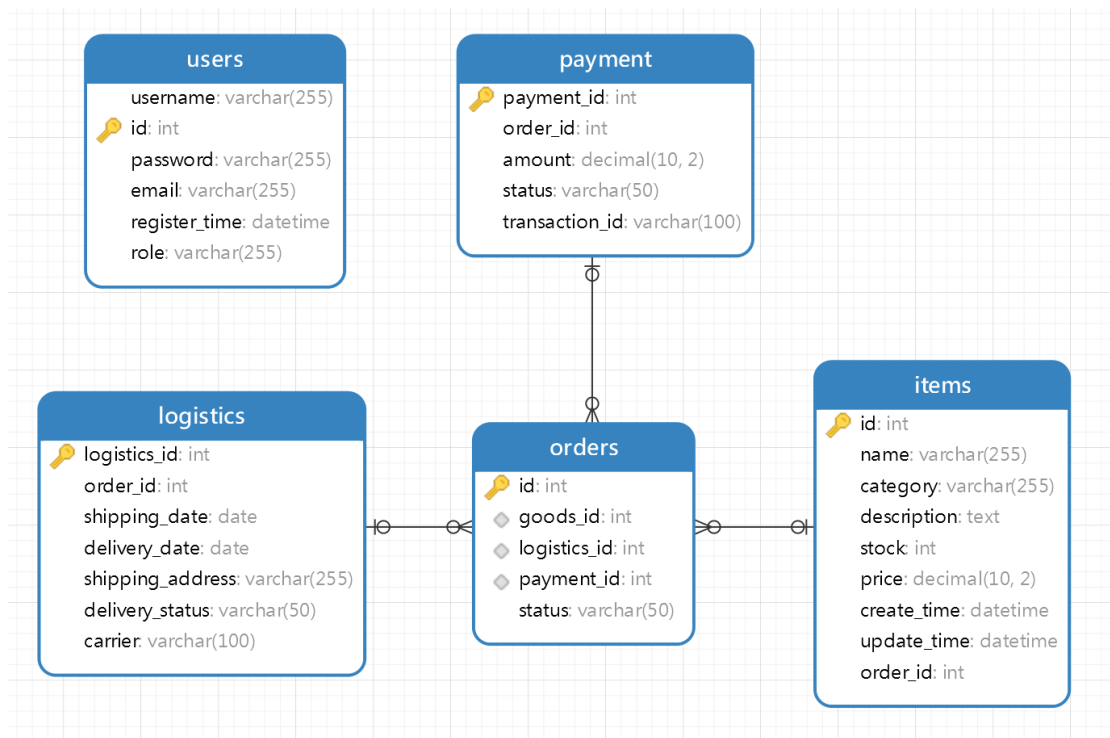 users
username: varchar(255)
id: int
password: varchar(255)
email: varchar(255)
register_time: datetime
role: varchar(255)
payment
payment_id: int
order_id: int
amount: decimal(10, 2)
status: varchar(50)
transaction_id: varchar(100)
logistics
logistics_id: int
order_id: int
shipping_date: date
delivery_date: date
shipping_address: varchar(255)
delivery_status: varchar(50)
carrier: varchar(100)
orders
id: int
goods_id: int
logistics_id: int
payment_id: int
status: varchar(50)
items
id: int
name: varchar(255)
category: varchar(255)
description: text
stock: int
price: decimal(10, 2)
create_time: datetime
update_time: datetime
order_id: int